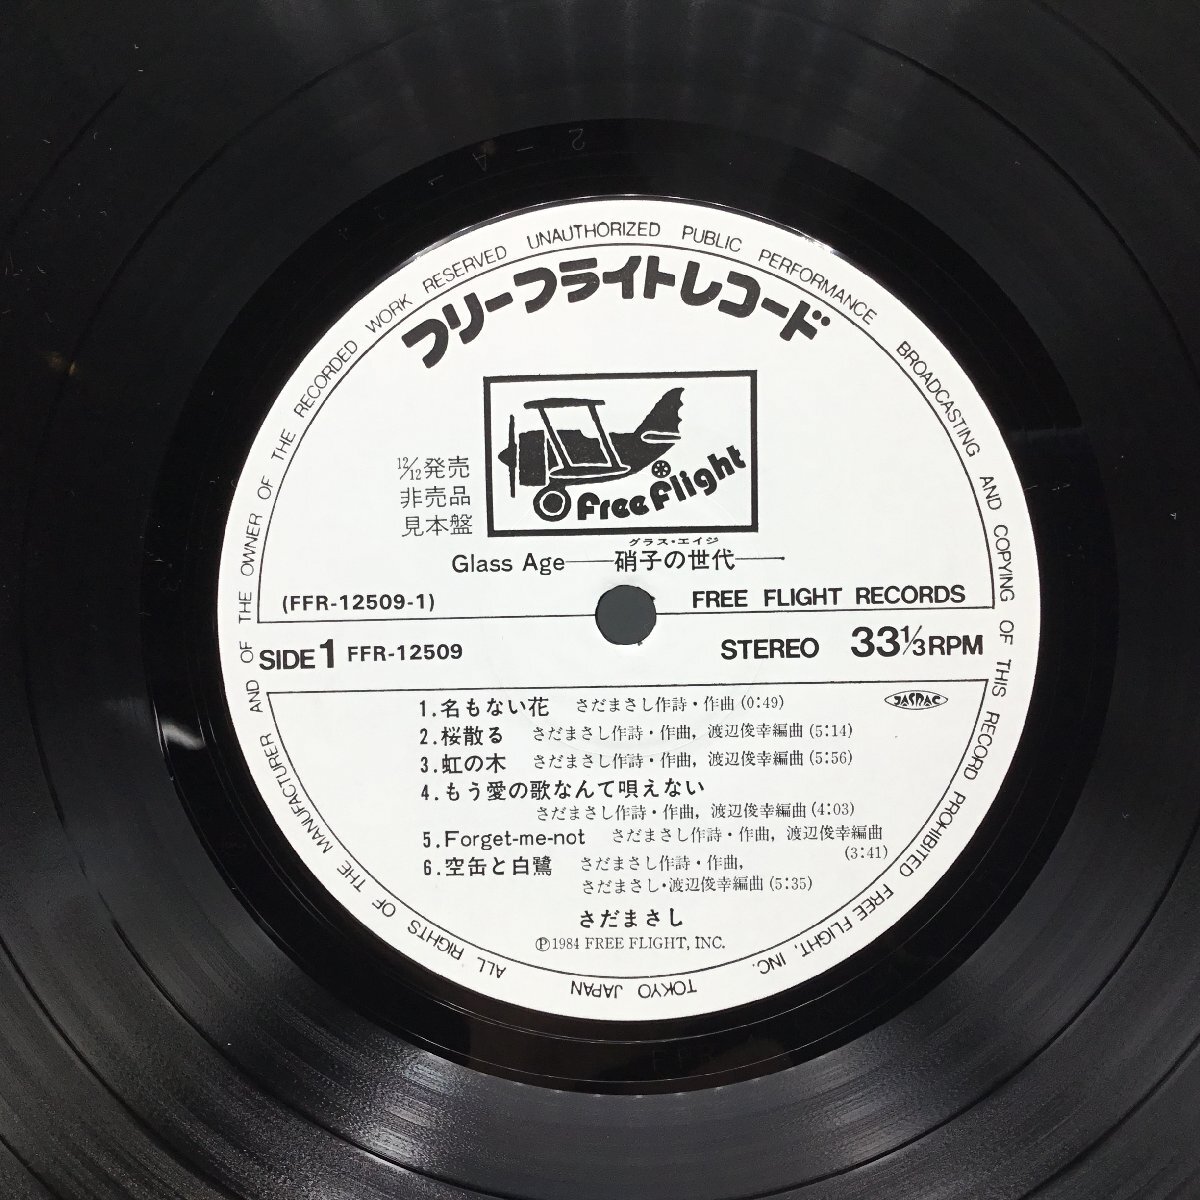 ALL RIGHTS OF THE MANUFACTURER AND OF THE OWNER OF THE RECORDED WORK RESERVED UNAUTHORIZED PUBLIC PERFORMANCE BROADCASTING AND COPYING OF THIS RECORD PROHIBITED FREE FLIGHT, INC. TOKYO JAPAN
フリーフライトレコード
12/12発売
非売品
見本盤
free flight
グラス・エイジ
Glass Age──硝子の世代──
(FFR-12509-1)
FREE FLIGHT RECORDS
SIDE 1 FFR-12509
STEREO 33⅓RPM
JASRAC
1.名もない花 さだまさし作詩・作曲(0:49)
2.桜散る さだまさし作詩・作曲, 渡辺俊幸編曲(5:14)
3.虹の木 さだまさし作詩・作曲, 渡辺俊幸編曲(5:56)
4.もう愛の歌なんて唄えない
さだまさし作詩・作曲, 渡辺俊幸編曲(4:03)
5.Forget-me-not さだまさし作詩・作曲, 渡辺俊幸編曲
(3:41)
6.空缶と白鷺 さだまさし作詩・作曲,
さだまさし・渡辺俊幸編曲(5:35)
さだまさし
Ⓟ1984 FREE FLIGHT, INC.